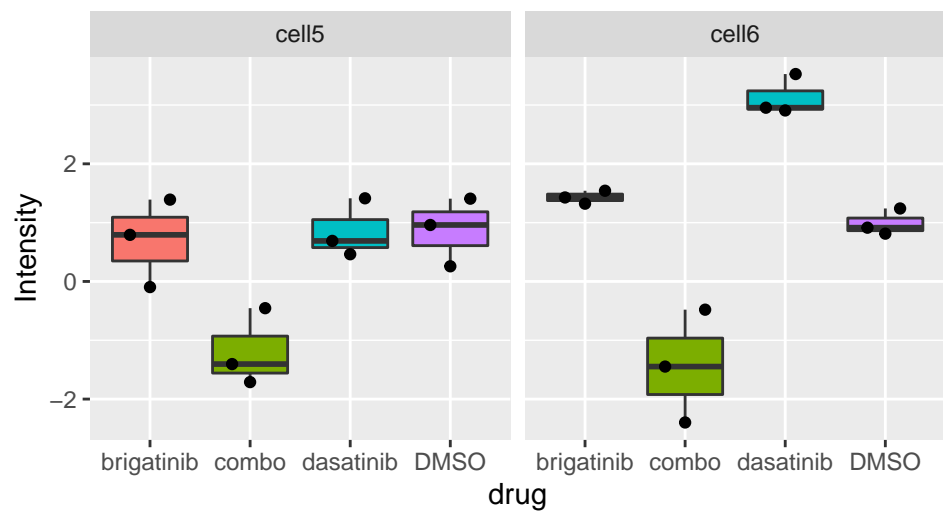 cell5 cell6
Intensity
2
0
−2
brigatinib combo dasatinib DMSO brigatinib combo dasatinib DMSO
drug